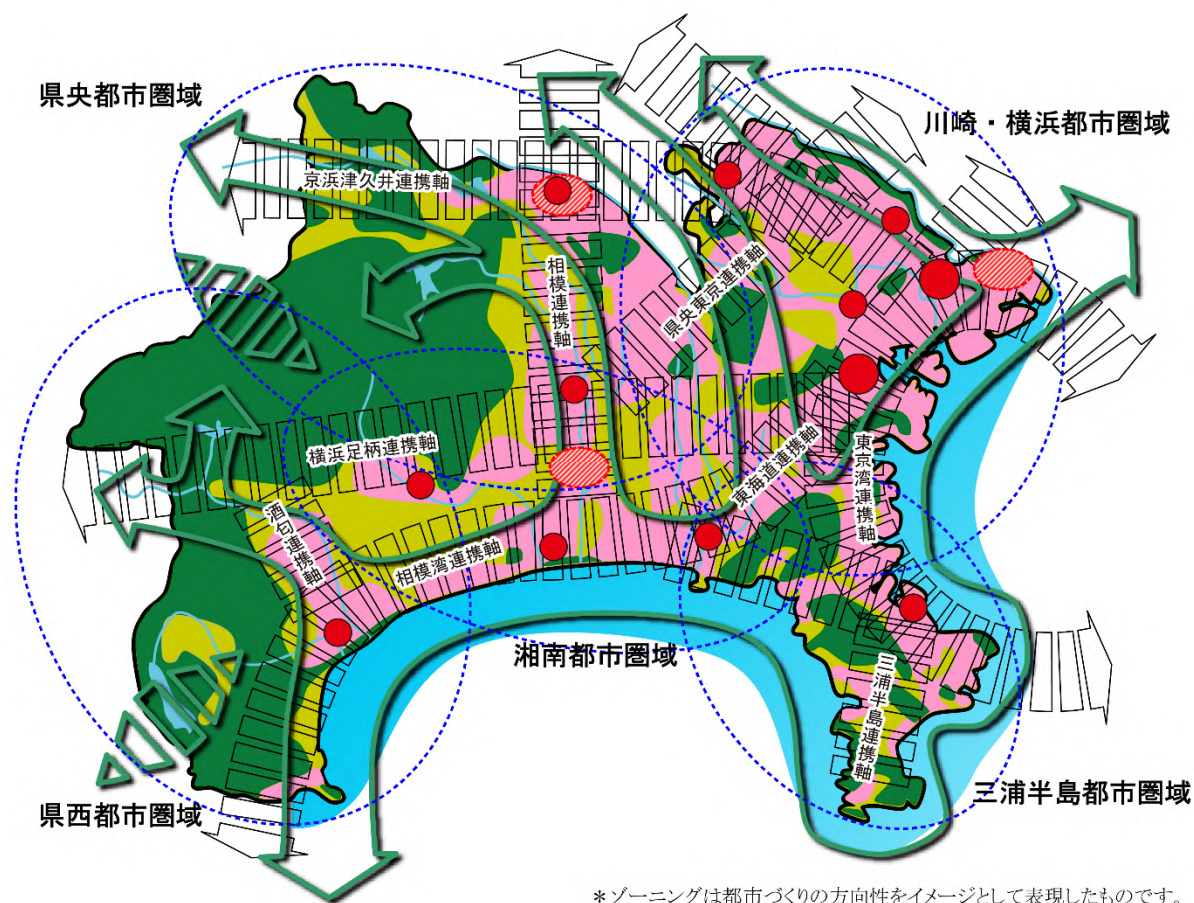 県央都市圏域
川崎・横浜都市圏域
京浜津久井連携軸
相模連携軸
県央東京連携軸
横浜足柄連携軸
東海道連携軸
東京湾連携軸
酒匂連携軸
相模湾連携軸
湘南都市圏域
三浦半島連携軸
三浦半島都市圏域
県西都市圏域
＊ゾーニングは都市づくりの方向性をイメージとして表現したものです。